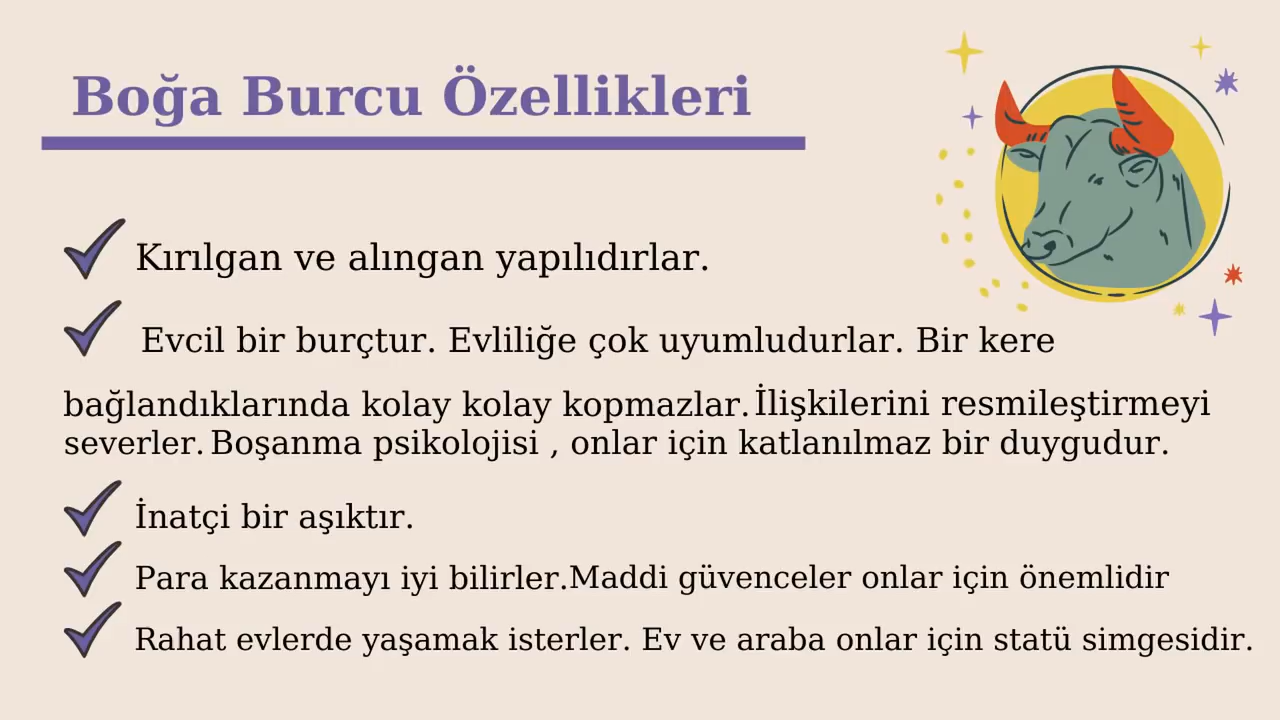 Boğa Burcu Özellikleri
Kırılgan ve alıngan yapılıdırlar.
Evcil bir burçtur. Evliliğe çok uyumludurlar. Bir kere
bağlandıklarında kolay kolay kopmazlar. İlişkilerini resmileştirmeyi
severler. Boşanma psikolojisi , onlar için katlanılmaz bir duygudur.
İnatçi bir aşıktır.
Para kazanmayı iyi bilirler.Maddi güvenceler onlar için önemlidir
Rahat evlerde yaşamak isterler. Ev ve araba onlar için statü simgesidir.